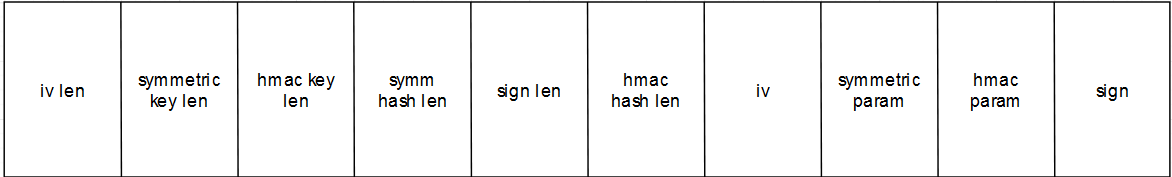 iv len
symmetric
key len
hmac key
len
symm
hash len
sign len
hmac
hash len
iv
symmetric
param
hmac
param
sign